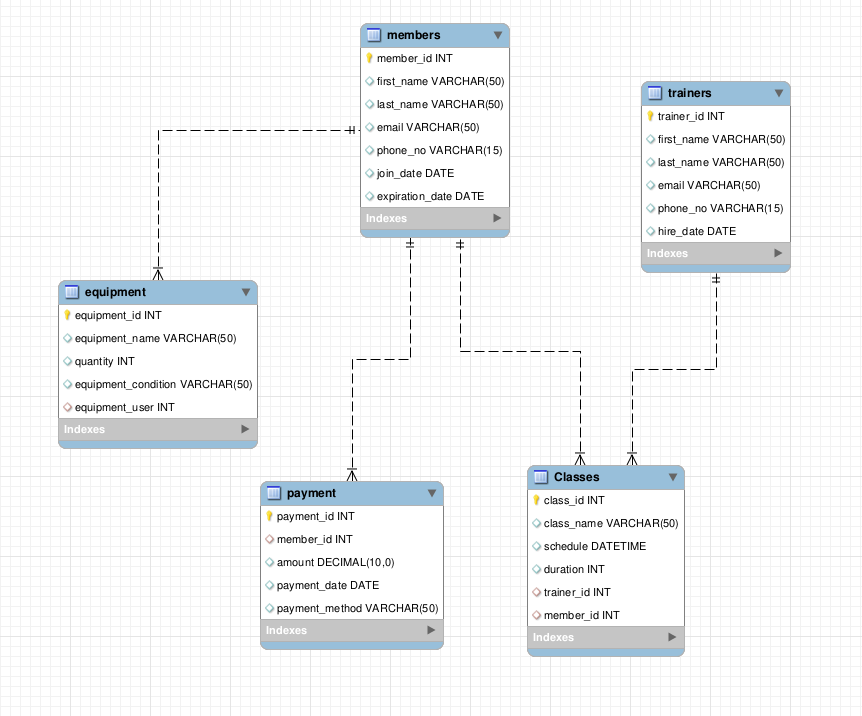 members
member_id INT
first_name VARCHAR(50)
last_name VARCHAR(50)
email VARCHAR(50)
phone_no VARCHAR(15)
join_date DATE
expiration_date DATE
Indexes
trainers
trainer_id INT
first_name VARCHAR(50)
last_name VARCHAR(50)
email VARCHAR(50)
phone_no VARCHAR(15)
hire_date DATE
Indexes
equipment
equipment_id INT
equipment_name VARCHAR(50)
quantity INT
equipment_condition VARCHAR(50)
equipment_user INT
Indexes
payment
payment_id INT
member_id INT
amount DECIMAL(10,0)
payment_date DATE
payment_method VARCHAR(50)
Indexes
Classes
class_id INT
class_name VARCHAR(50)
schedule DATETIME
duration INT
trainer_id INT
member_id INT
Indexes